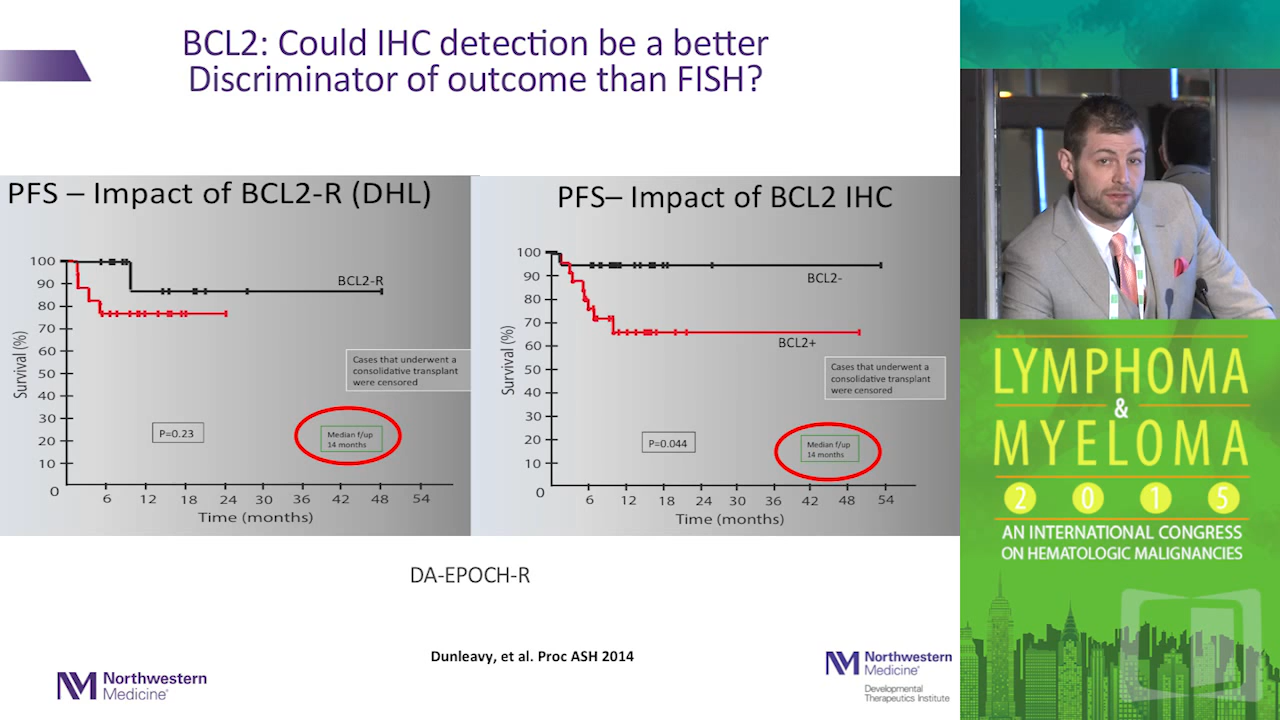 BCL2: Could IHC detection be a better
Discriminator of outcome than FISH?
PFS – Impact of BCL2-R (DHL)
Survival (%)
100
90
80
70
60
50
40
30
20
10
0
BCL2-R
Cases that underwent a
consolidative transplant
were censored
P=0.23
Median f/up
14 months
6 12 18 24 30 36 42 48 54
Time (months)
PFS– Impact of BCL2 IHC
Survival (%)
100
90
80
70
60
50
40
30
20
10
0
BCL2-
BCL2+
Cases that underwent a
consolidative transplant
were censored
P=0.044
Median f/up
14 months
6 12 18 24 30 36 42 48 54
Time (months)
DA-EPOCH-R
Dunleavy, et al. Proc ASH 2014
NM Northwestern
Medicine®
NM Northwestern
Medicine®
Developmental
Therapeutics Institute
LYMPHOMA
&
MYELOMA
2 0 1 5
AN INTERNATIONAL CONGRESS
ON HEMATOLOGIC MALIGNANCIES